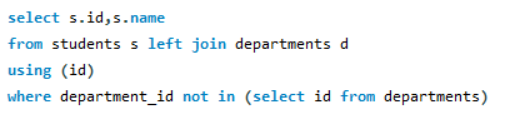 select s.id,s.name
from students s left join departments d
using (id)
where department_id not in (select id from departments)